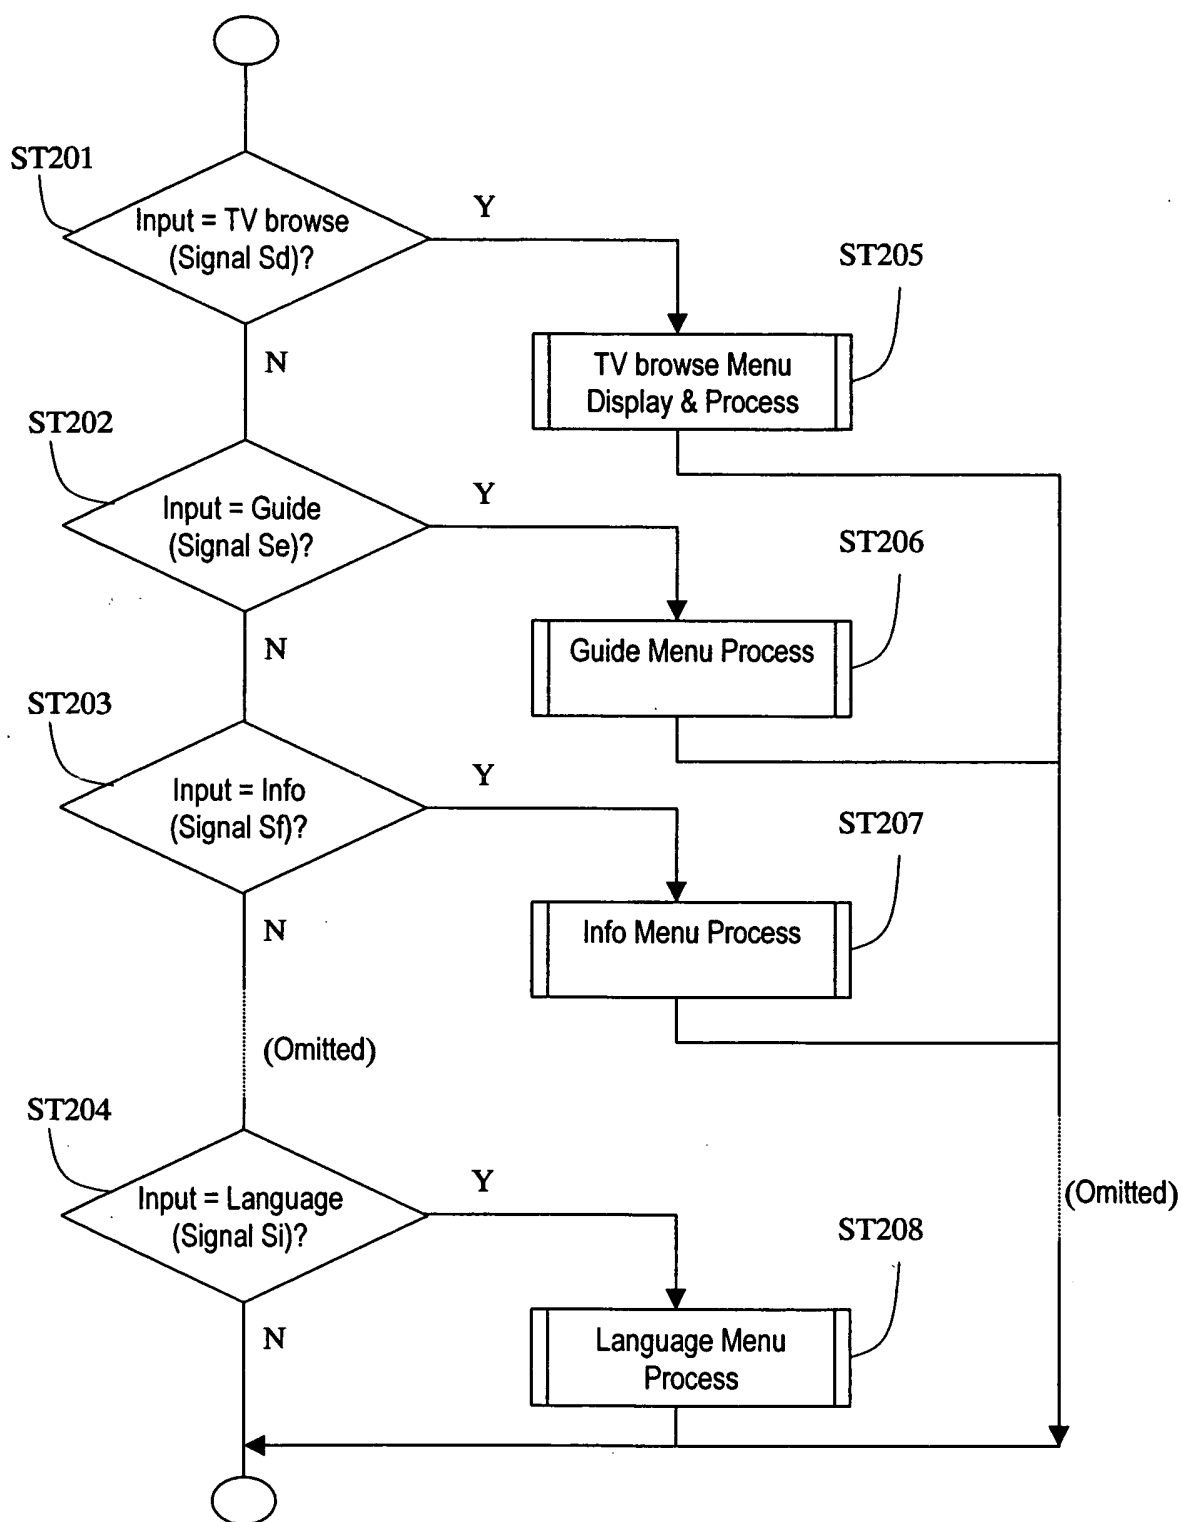 ST201
Input = TV browse
(Signal Sd)?
Y
N
ST205
TV browse Menu
Display & Process
ST202
Input = Guide
(Signal Se)?
Y
N
ST206
Guide Menu Process
ST203
Input = Info
(Signal Sf)?
Y
N
ST207
Info Menu Process
(Omitted)
ST204
Input = Language
(Signal Si)?
Y
N
(Omitted)
ST208
Language Menu
Process